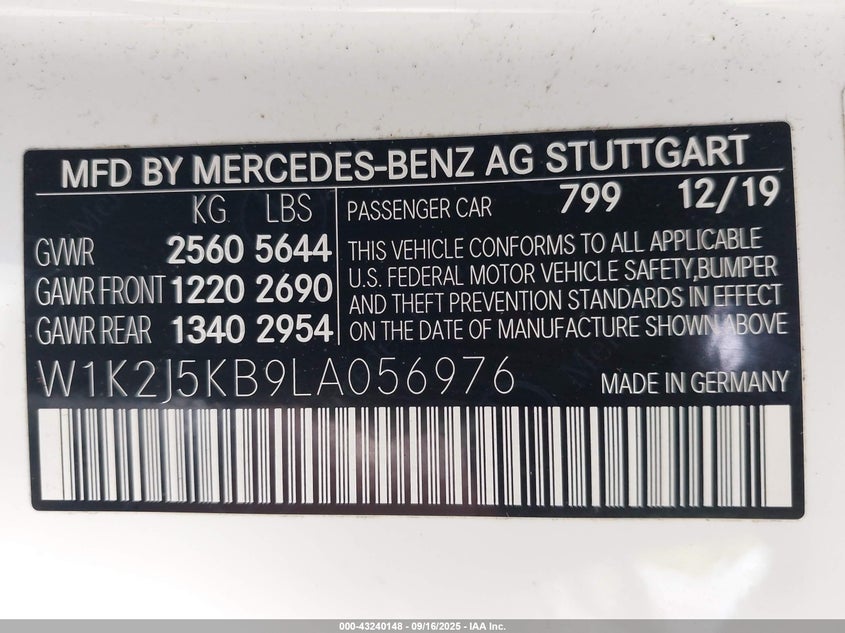 MFD BY MERCEDES-BENZ AG STUTTGART
KG LBS
GVWR 2560 5644
GAWR FRONT 1220 2690
GAWR REAR 1340 2954
PASSENGER CAR 799 12/19
THIS VEHICLE CONFORMS TO ALL APPLICABLE
U.S. FEDERAL MOTOR VEHICLE SAFETY,BUMPER
AND THEFT PREVENTION STANDARDS IN EFFECT
ON THE DATE OF MANUFACTURE SHOWN ABOVE
W1K2J5KB9LA056976
MADE IN GERMANY
000-43240148 - 09/16/2025 - IAA Inc.